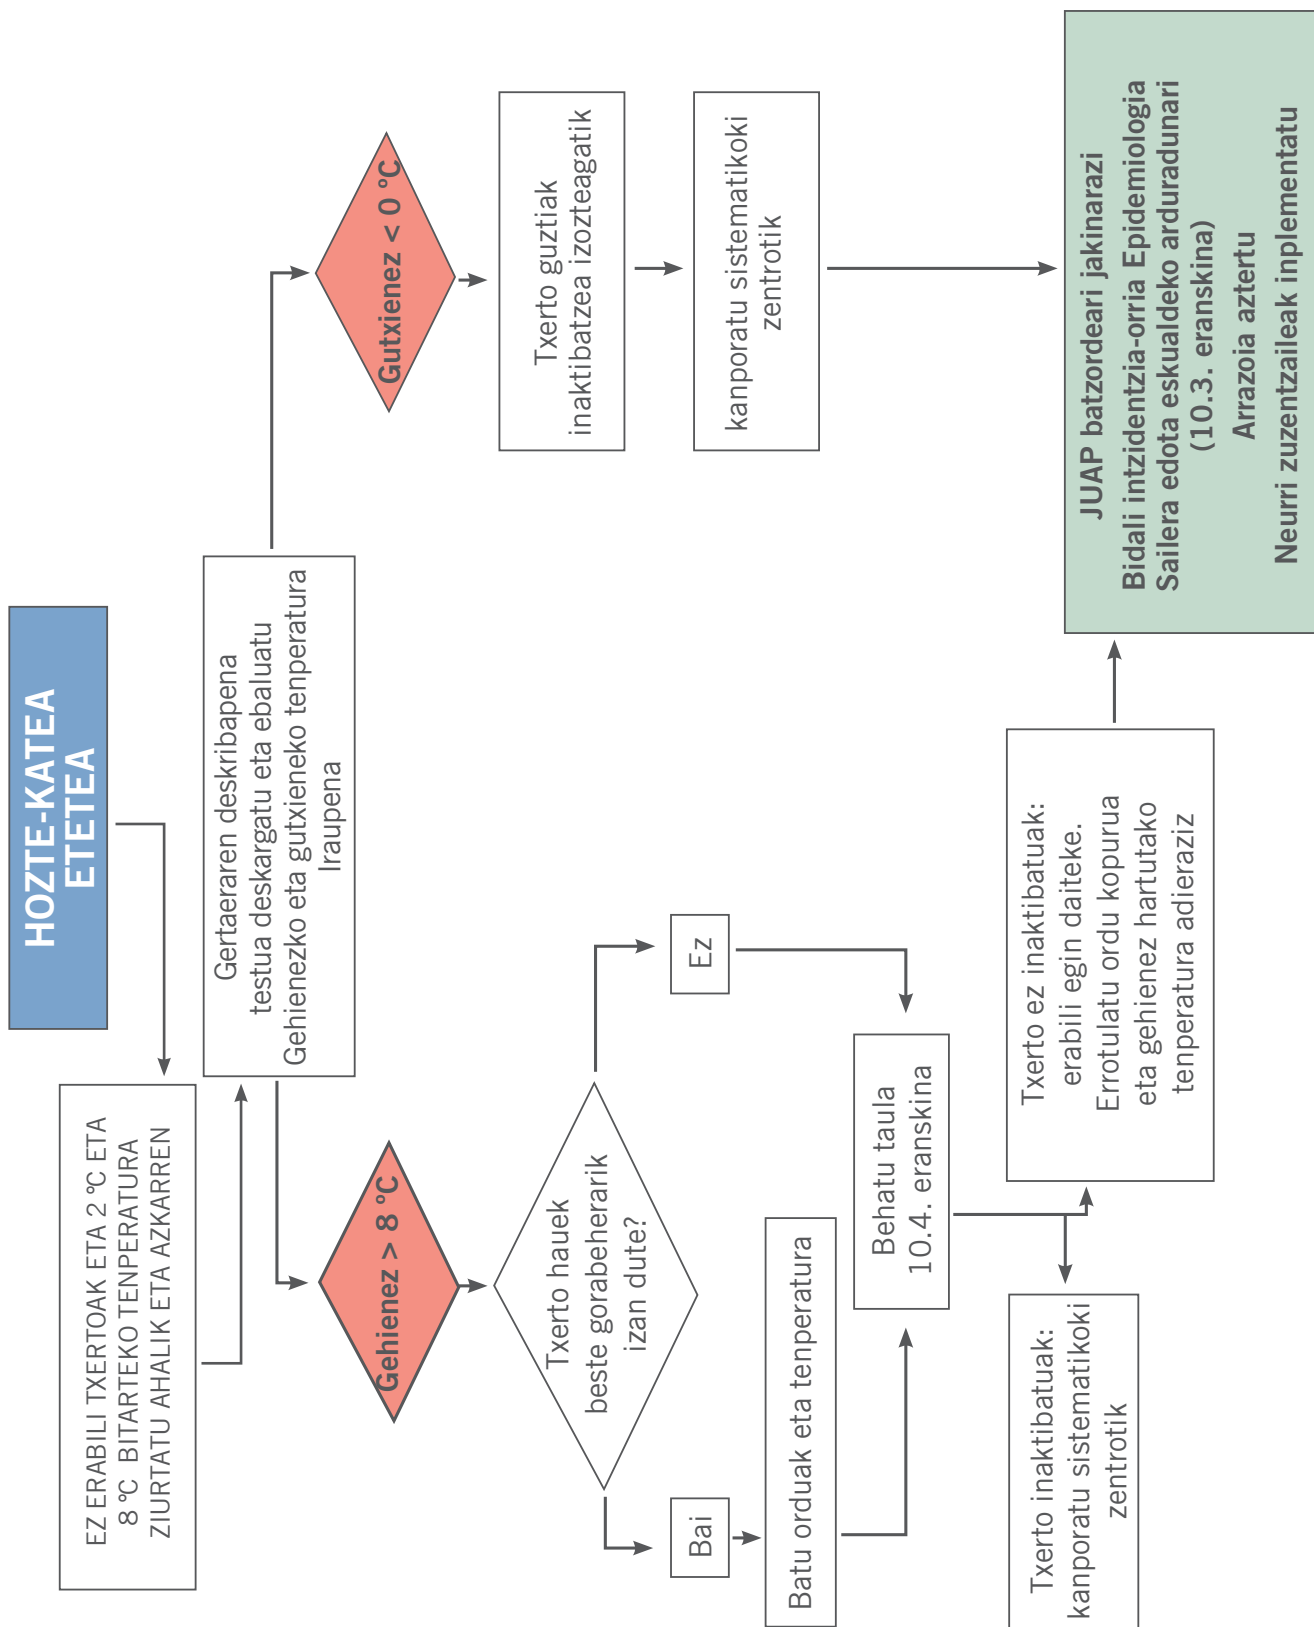 HOZTE-KATEA
ETETEA
EZ ERABILI TXERTOAK ETA 2 ºC ETA
8 ºC BITARTEKO TENPERATURA
ZIURTATU AHALIK ETA AZKARREN
Gertaeraren deskribapena
testua deskargatu eta ebaluatu
Gehienezko eta gutxieneko tenperatura
Iraupena
Gehienez > 8 ºC
Gutxienez < 0 ºC
Txerto hauek
beste gorabeherarik
izan dute?
Txerto guztiak
inaktibatzea izozteagatik
Bai
Ez
kanporatu sistematikoki
zentrotik
Batu orduak eta tenperatura
Behatu taula
10.4. eranskina
Txerto inaktibatuak:
kanporatu sistematikoki
zentrotik
Txerto ez inaktibatuak:
erabili egin daiteke.
Errotulatu ordu kopurua
eta gehienez hartutako
tenperatura adieraziz
JUAP batzordeari jakinarazi
Bidali intzidentzia-orria Epidemiologia
Sailera edota eskualdeko arduradunari
(10.3. eranskina)
Arrazoia aztertu
Neurri zuzentzaileak inplementatu